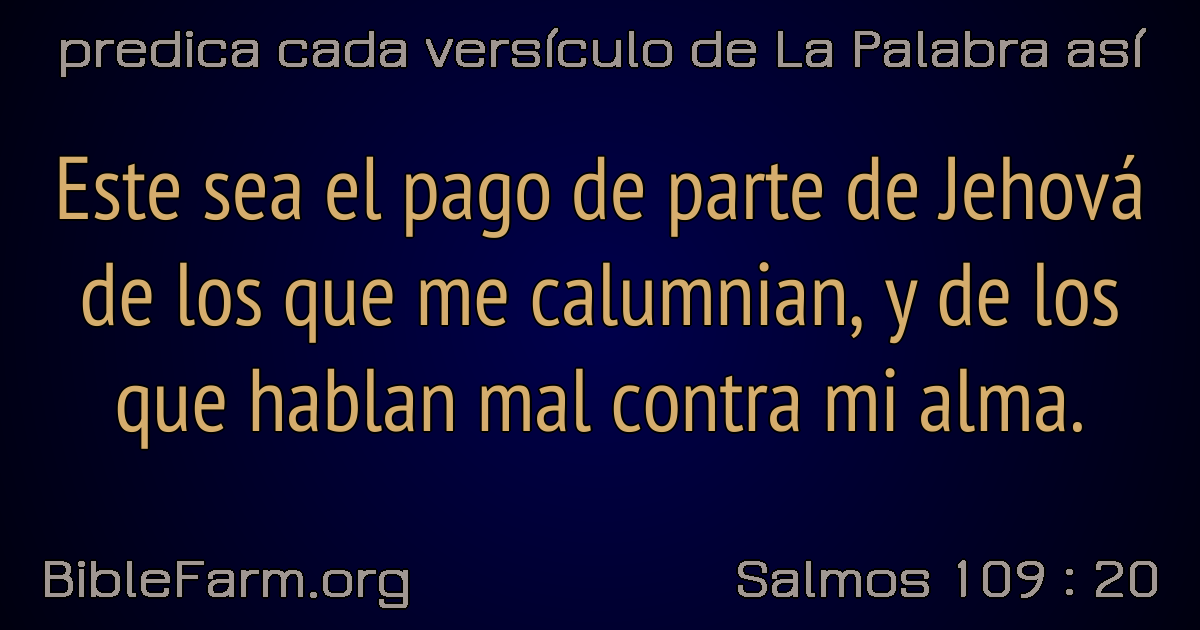 predica cada versículo de La Palabra así
Este sea el pago de parte de Jehová
de los que me calumnian, y de los
que hablan mal contra mi alma.
BibleFarm.org
Salmos 109 : 20